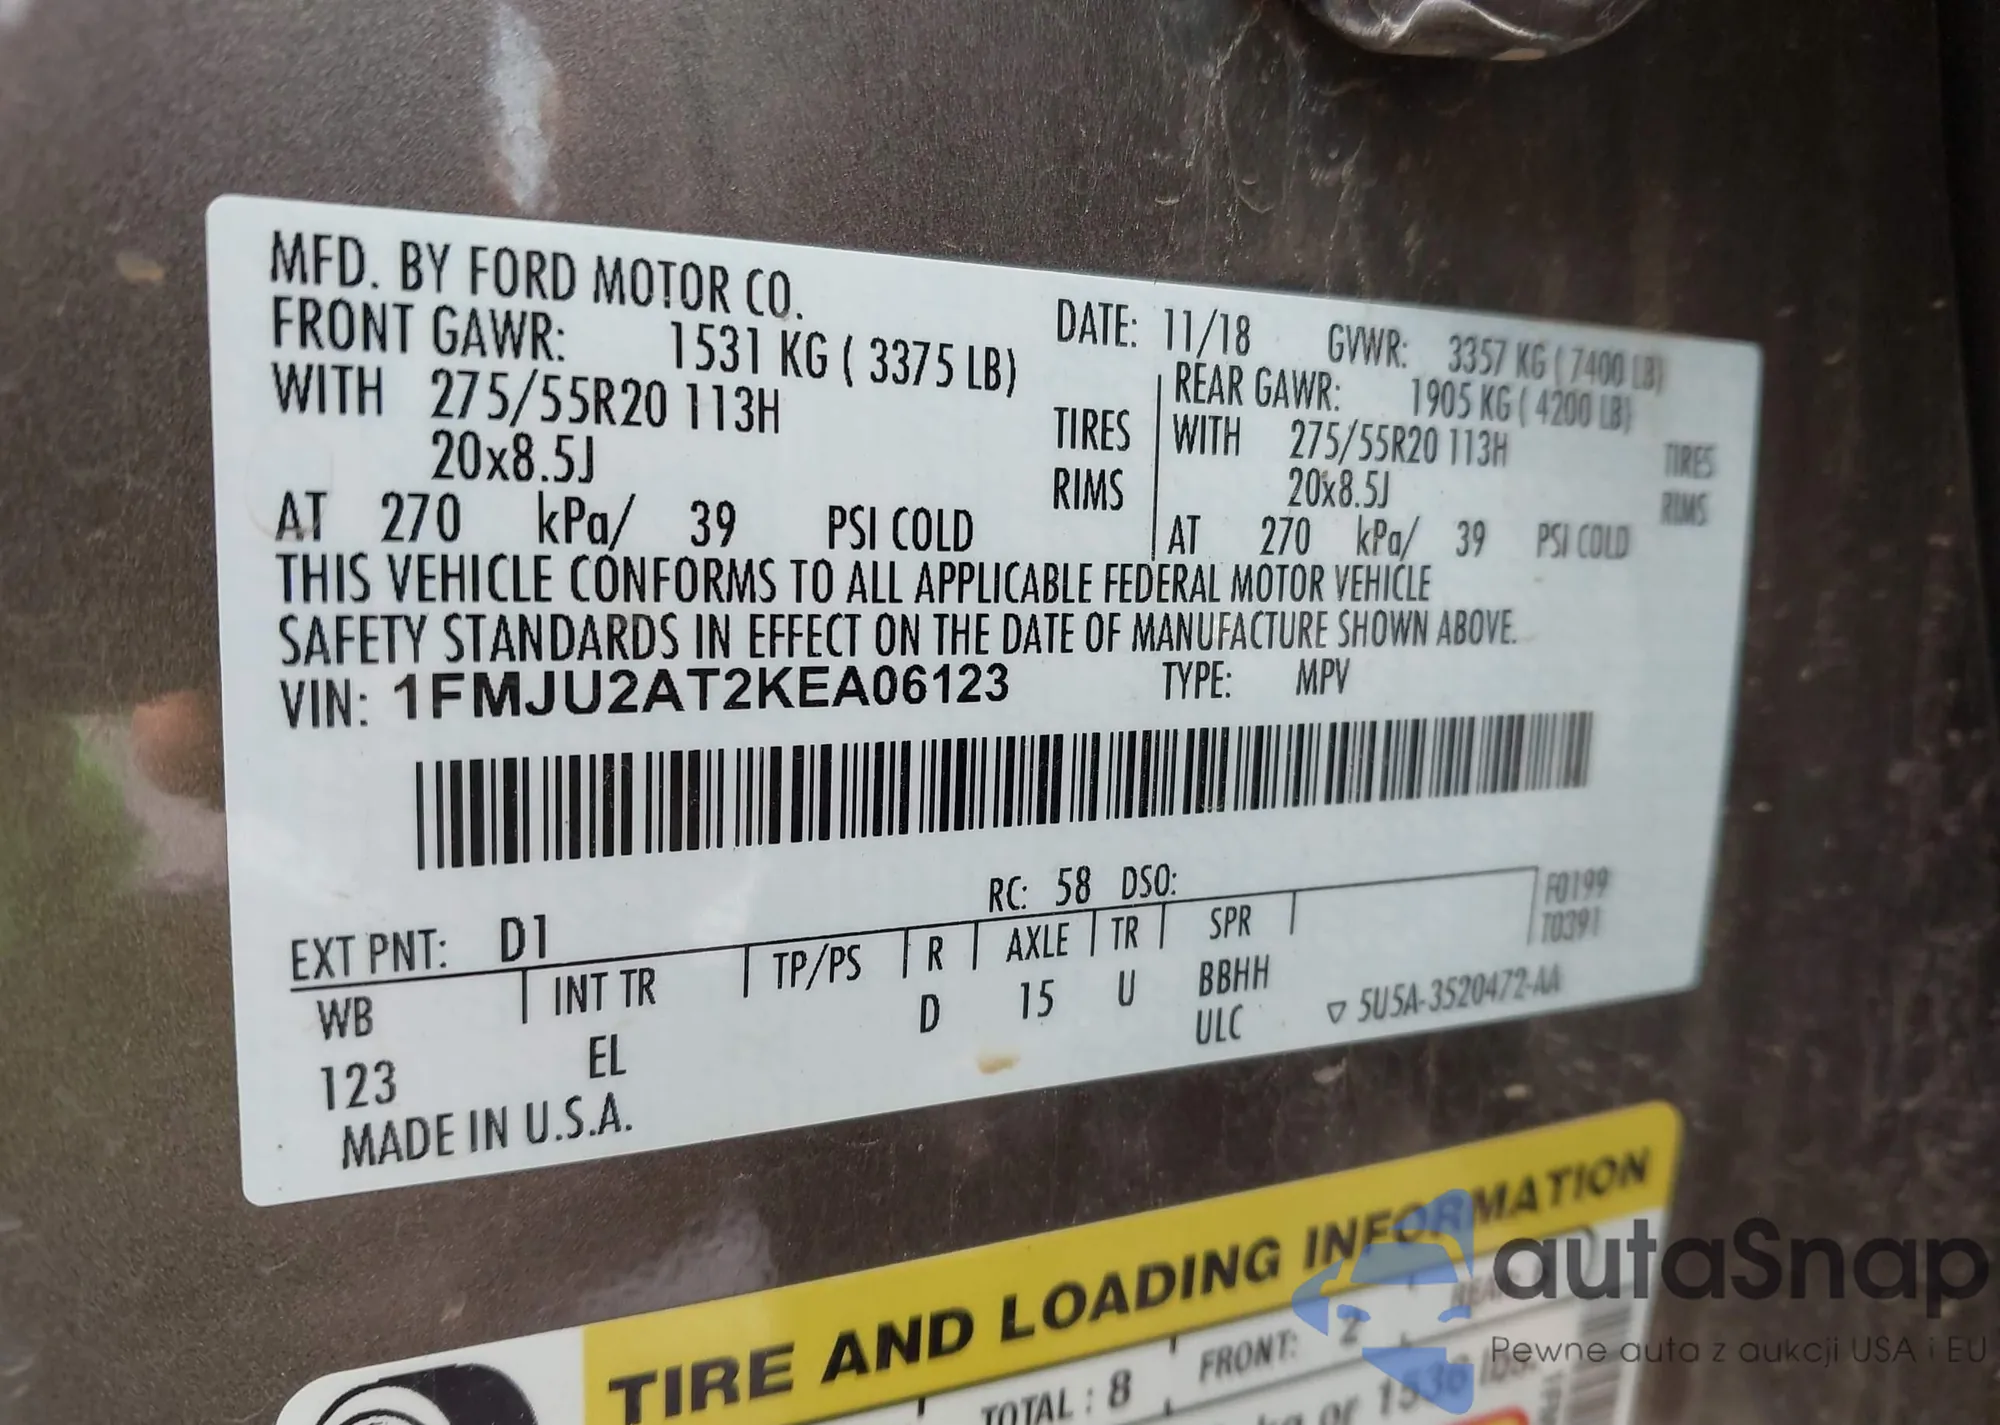 MFD. BY FORD MOTOR CO.
DATE: 11/18 GVWR: 3357 KG ( 7400 LB)
FRONT GAWR: 1531 KG ( 3375 LB) REAR GAWR: 1905 KG ( 4200 LB)
WITH 275/55R20 113H TIRES WITH 275/55R20 113H TIRES
20x8.5J RIMS 20x8.5J RIMS
AT 270 kPa/ 39 PSI COLD AT 270 kPa/ 39 PSI COLD
THIS VEHICLE CONFORMS TO ALL APPLICABLE FEDERAL MOTOR VEHICLE
SAFETY STANDARDS IN EFFECT ON THE DATE OF MANUFACTURE SHOWN ABOVE.
VIN: 1FMJU2AT2KEA06123 TYPE: MPV
EXT PNT: D1 RC: 58 DSO: F0199
WB INT TR TP/PS R AXLE TR SPR T0391
123 EL D 15 U BBHH
ULC ▽ 5U5A-3520472-AA
MADE IN U.S.A.
TIRE AND LOADING INFORMATION
TOTAL : 8 FRONT: 2
kg or 1536 lbs.
autaSnap
Pewne auta z aukcji USA i EU